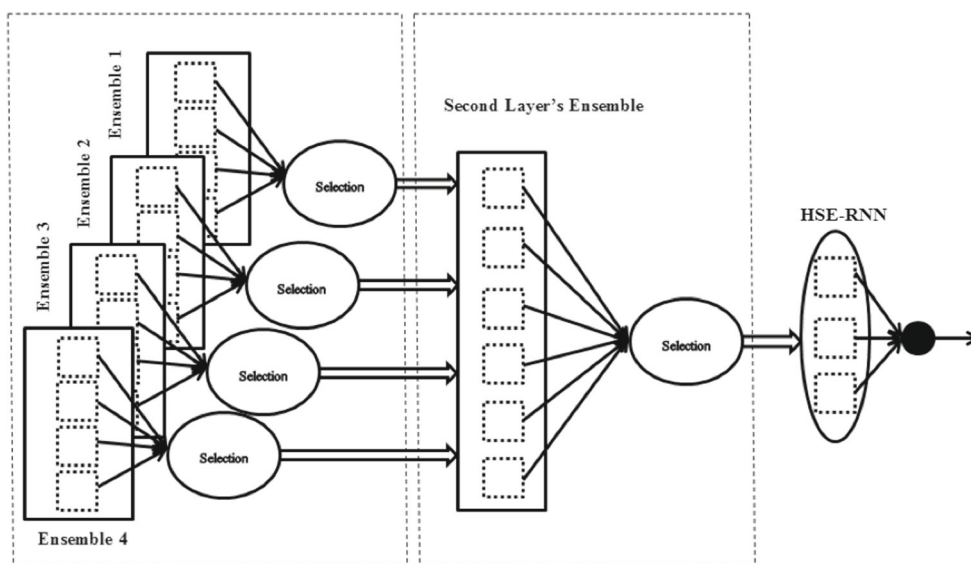 Ensemble 1
Ensemble 2
Ensemble 3
Ensemble 4
Selection
Selection
Selection
Selection
Second Layer's Ensemble
Selection
HSE-RNN